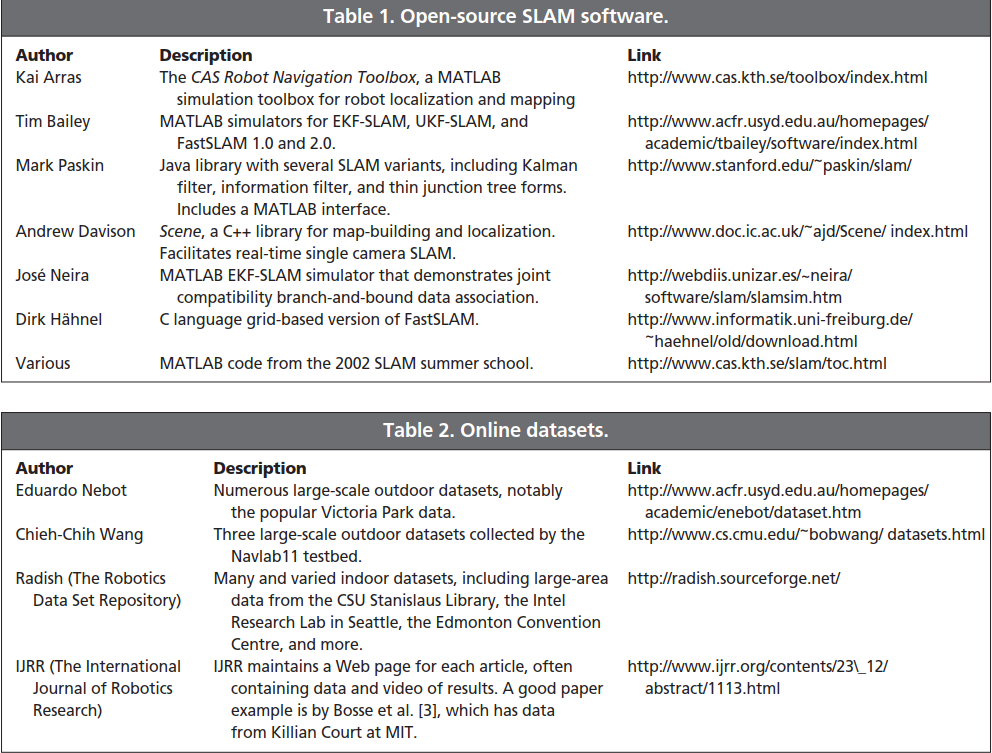 Table 1. Open-source SLAM software.
Author Description Link
Kai Arras The CAS Robot Navigation Toolbox, a MATLAB http://www.cas.kth.se/toolbox/index.html
simulation toolbox for robot localization and mapping
Tim Bailey MATLAB simulators for EKF-SLAM, UKF-SLAM, and http://www.acfr.usyd.edu.au/homepages/
FastSLAM 1.0 and 2.0. academic/tbailey/software/index.html
Mark Paskin Java library with several SLAM variants, including Kalman http://www.stanford.edu/~paskin/slam/
filter, information filter, and thin junction tree forms.
Includes a MATLAB interface.
Andrew Davison Scene, a C++ library for map-building and localization. http://www.doc.ic.ac.uk/~ajd/Scene/ index.html
Facilitates real-time single camera SLAM.
José Neira MATLAB EKF-SLAM simulator that demonstrates joint http://webdiis.unizar.es/~neira/
compatibility branch-and-bound data association. software/slam/slamsim.htm
Dirk Hähnel C language grid-based version of FastSLAM. http://www.informatik.uni-freiburg.de/
~haehnel/old/download.html
Various MATLAB code from the 2002 SLAM summer school. http://www.cas.kth.se/slam/toc.html
Table 2. Online datasets.
Author Description Link
Eduardo Nebot Numerous large-scale outdoor datasets, notably http://www.acfr.usyd.edu.au/homepages/
the popular Victoria Park data. academic/enebot/dataset.htm
Chieh-Chih Wang Three large-scale outdoor datasets collected by the http://www.cs.cmu.edu/~bobwang/ datasets.html
Navlab11 testbed.
Radish (The Robotics Many and varied indoor datasets, including large-area http://radish.sourceforge.net/
Data Set Repository) data from the CSU Stanislaus Library, the Intel
Research Lab in Seattle, the Edmonton Convention
Centre, and more.
IJRR (The International IJRR maintains a Web page for each article, often http://www.ijrr.org/contents/23\_12/
Journal of Robotics containing data and video of results. A good paper abstract/1113.html
Research) example is by Bosse et al. [3], which has data
from Killian Court at MIT.